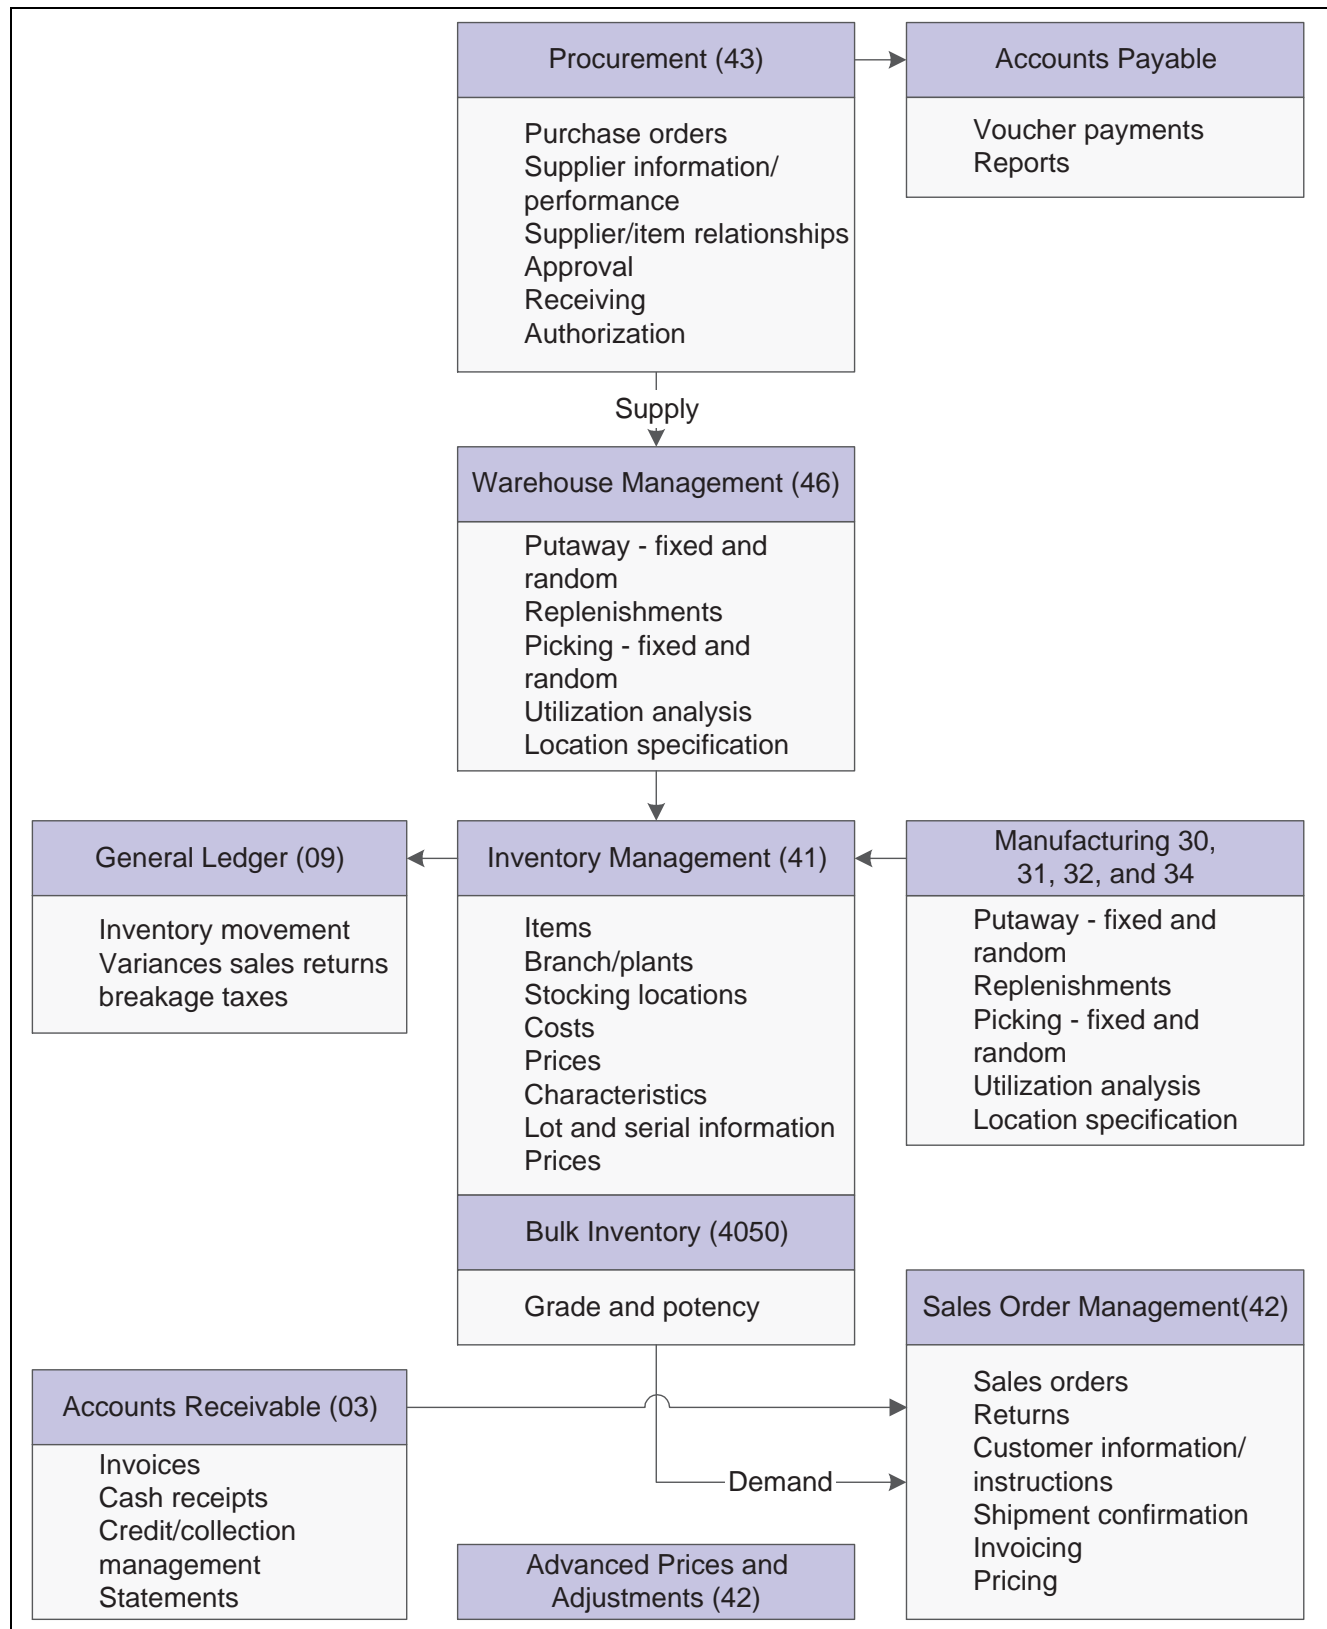 Procurement (43)
Purchase orders
Supplier information/
performance
Supplier/item relationships
Approval
Receiving
Authorization
Accounts Payable
Voucher payments
Reports
Supply
Warehouse Management (46)
Putaway - fixed and
random
Replenishments
Picking - fixed and
random
Utilization analysis
Location specification
General Ledger (09)
Inventory movement
Variances sales returns
breakage taxes
Inventory Management (41)
Items
Branch/plants
Stocking locations
Costs
Prices
Characteristics
Lot and serial information
Prices
Manufacturing 30,
31, 32, and 34
Putaway - fixed and
random
Replenishments
Picking - fixed and
random
Utilization analysis
Location specification
Bulk Inventory (4050)
Grade and potency
Sales Order Management(42)
Sales orders
Returns
Customer information/
instructions
Shipment confirmation
Invoicing
Pricing
Accounts Receivable (03)
Invoices
Cash receipts
Credit/collection
management
Statements
Demand
Advanced Prices and
Adjustments (42)